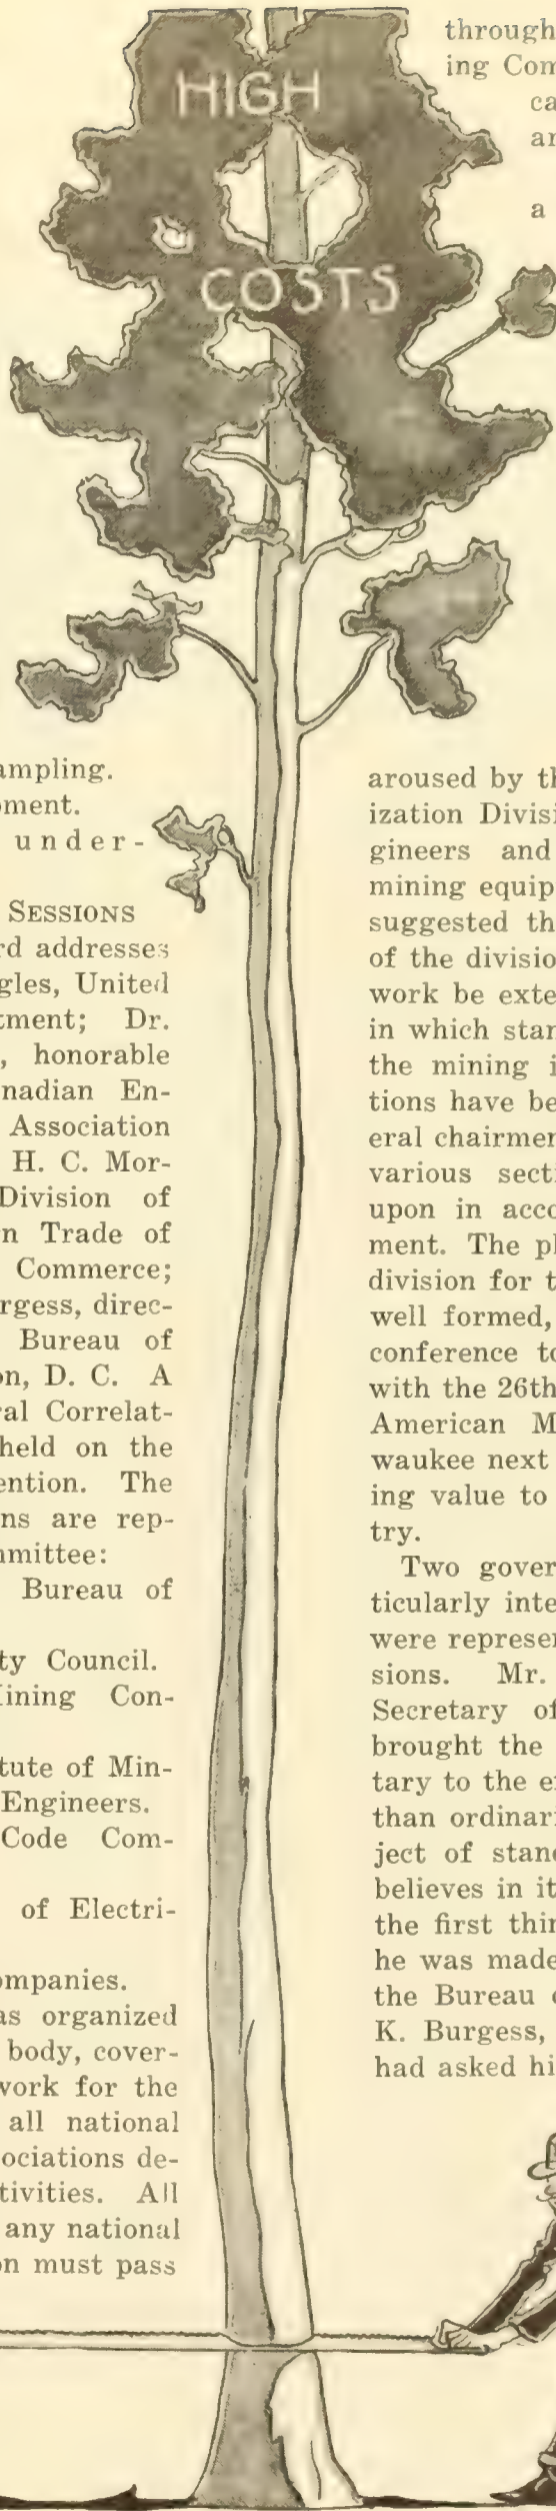 HIGH
COSTS
through
ing Com
ca
ar
a
ampling.
pment.
under-
SESSIONS
rd addresses
gles, United
tment; Dr.
, honorable
nadian En-
Association
H. C. Mor-
Division of
n Trade of
Commerce;
rgess, direc-
Bureau of
on, D. C. A
ral Correlat-
held on the
ention. The
ns are rep-
mmittee:
Bureau of
ty Council.
ining Con-
tute of Min-
Engineers.
Code Com-
of Electri-
ompanies.
as organized
body, cover-
work for the
all national
ociations de-
tivities. All
any national
on must pass
aroused by th
ization Divisi
gineers and
mining equip
suggested th
of the divisio
work be exte
in which stan
the mining i
tions have be
eral chairmen
various secti
upon in acco
ment. The pl
division for t
well formed,
conference to
with the 26th
American M
waukee next
ing value to
try.
Two gover
ticularly inte
were represen
sions. Mr.
Secretary of
brought the
tary to the e
than ordinari
ject of stand
believes in it
the first thin
he was made
the Bureau o
K. Burgess,
had asked hi